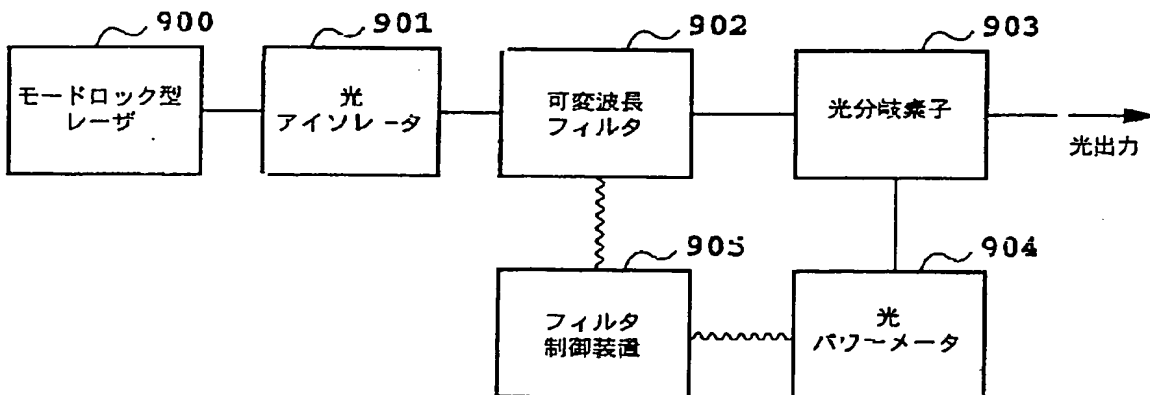 900
モードロック型
レーザ
901
光
アイソレータ
902
可変波長
フィルタ
903
光分岐素子
光出力
905
フィルタ
制御装置
904
光
パワーメータ